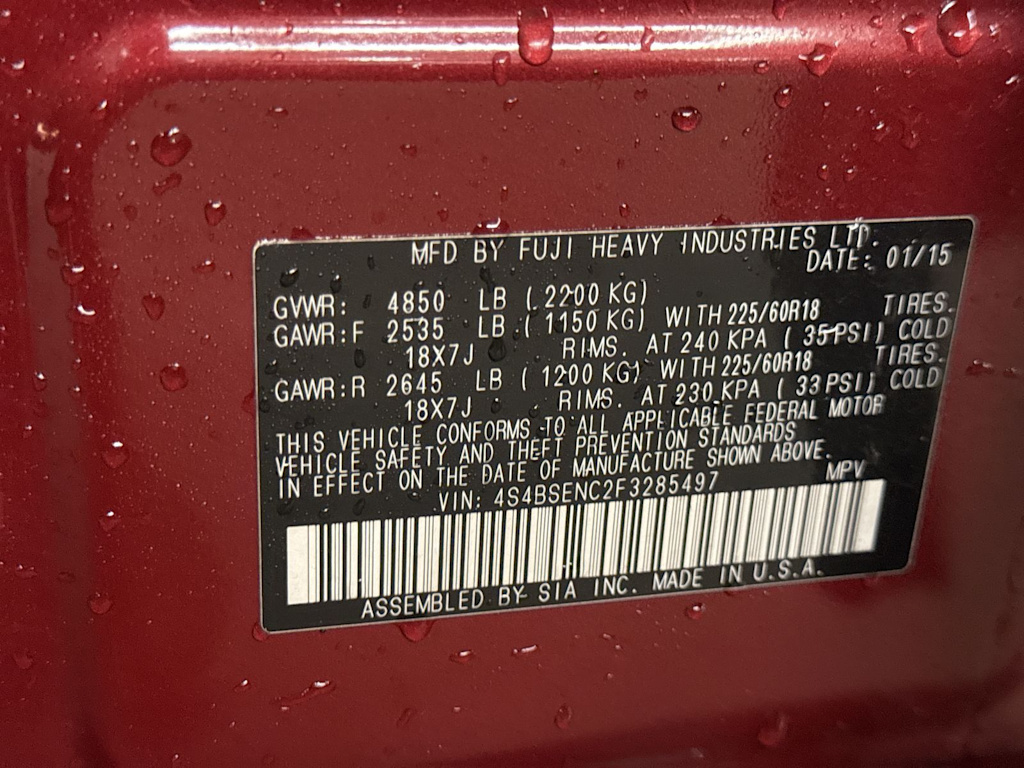 MFD BY FUJI HEAVY INDUSTRIES LTD.
DATE: 01/15
GVWR: 4850 LB ( 2200 KG)
GAWR:F 2535 LB ( 1150 KG) WITH 225/60R18 TIRES.
18X7J RIMS. AT 240 KPA ( 35PSI) COLD
GAWR:R 2645 LB ( 1200 KG) WITH 225/60R18 TIRES.
18X7J RIMS. AT 230 KPA ( 33PSI) COLD
THIS VEHICLE CONFORMS TO ALL APPLICABLE FEDERAL MOTOR
VEHICLE SAFETY AND THEFT PREVENTION STANDARDS
IN EFFECT ON THE DATE OF MANUFACTURE SHOWN ABOVE.
VIN: 4S4BSENC2F3285497 MPV
ASSEMBLED BY SIA INC. MADE IN U.S.A.